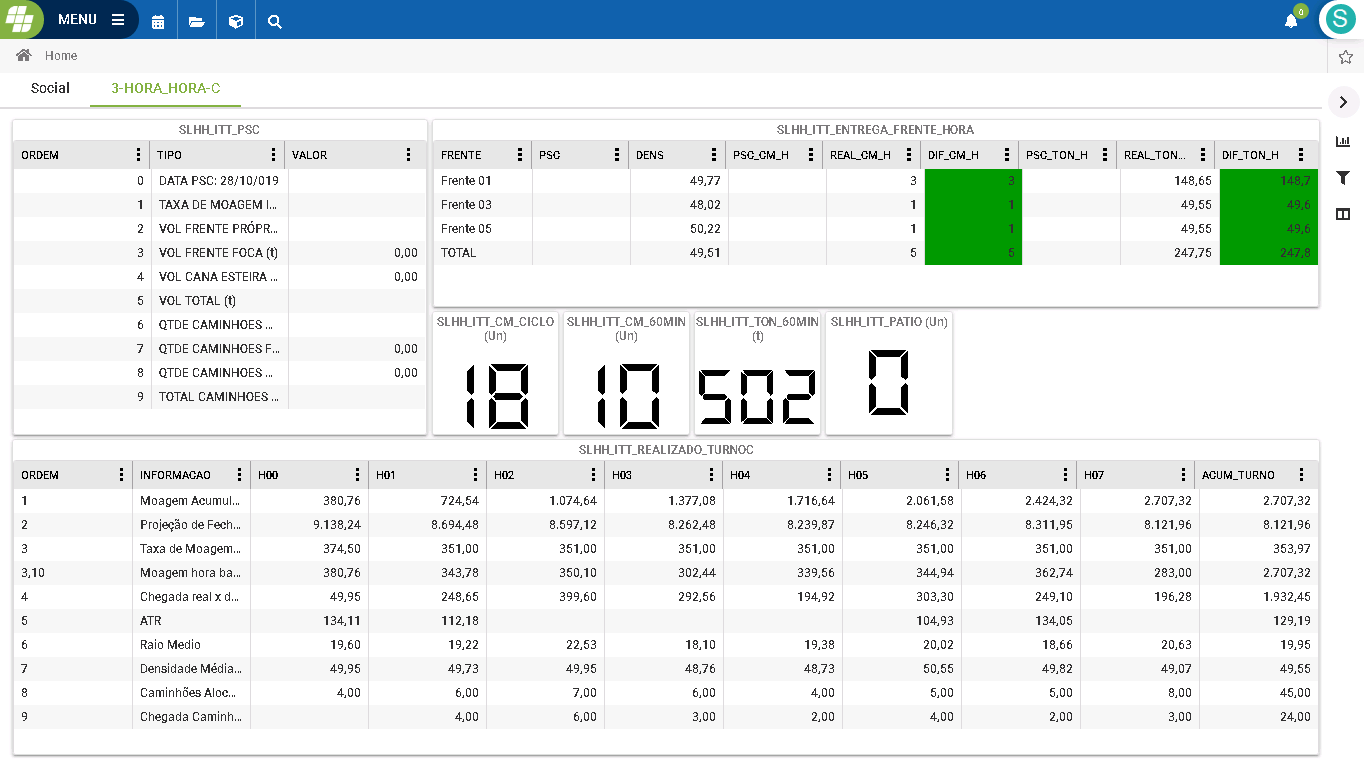 MENU
0
S
Home
Social 3-HORA_HORA-C
SLHH_ITT_PSC
ORDEM TIPO VALOR
0 DATA PSC: 28/10/019
1 TAXA DE MOAGEM I...
2 VOL FRENTE PRÓPR...
3 VOL FRENTE FOCA (t) 0,00
4 VOL CANA ESTEIRA ... 0,00
5 VOL TOTAL (t)
6 QTDE CAMINHOES ...
7 QTDE CAMINHOES F... 0,00
8 QTDE CAMINHOES ... 0,00
9 TOTAL CAMINHOES ...
SLHH_ITT_ENTREGA_FRENTE_HORA
FRENTE PSC DENS PSC_CM_H REAL_CM_H DIF_CM_H PSC_TON_H REAL_TON... DIF_TON_H
Frente 01 49,77 3 3 148,65 148,7
Frente 03 48,02 1 1 49,55 49,6
Frente 05 50,22 1 1 49,55 49,6
TOTAL 49,51 5 5 247,75 247,8
SLHH_ITT_CM_CICLO
(Un)
18
SLHH_ITT_CM_60MIN
(Un)
10
SLHH_ITT_TON_60MIN
(t)
502
SLHH_ITT_PATIO (Un)
0
SLHH_ITT_REALIZADO_TURNOC
ORDEM INFORMACAO H00 H01 H02 H03 H04 H05 H06 H07 ACUM_TURNO
1 Moagem Acumul... 380,76 724,54 1.074,64 1.377,08 1.716,64 2.061,58 2.424,32 2.707,32 2.707,32
2 Projeção de Fech... 9.138,24 8.694,48 8.597,12 8.262,48 8.239,87 8.246,32 8.311,95 8.121,96 8.121,96
3 Taxa de Moagem... 374,50 351,00 351,00 351,00 351,00 351,00 351,00 351,00 353,97
3,10 Moagem hora ba... 380,76 343,78 350,10 302,44 339,56 344,94 362,74 283,00 2.707,32
4 Chegada real x d... 49,95 248,65 399,60 292,56 194,92 303,30 249,10 196,28 1.932,45
5 ATR 134,11 112,18 104,93 134,05 129,19
6 Raio Medio 19,60 19,22 22,53 18,10 19,38 20,02 18,66 20,63 19,95
7 Densidade Média... 49,95 49,73 49,95 48,76 48,73 50,55 49,82 49,07 49,55
8 Caminhões Aloc... 4,00 6,00 7,00 6,00 4,00 5,00 5,00 8,00 45,00
9 Chegada Caminh... 4,00 6,00 3,00 2,00 4,00 2,00 3,00 24,00